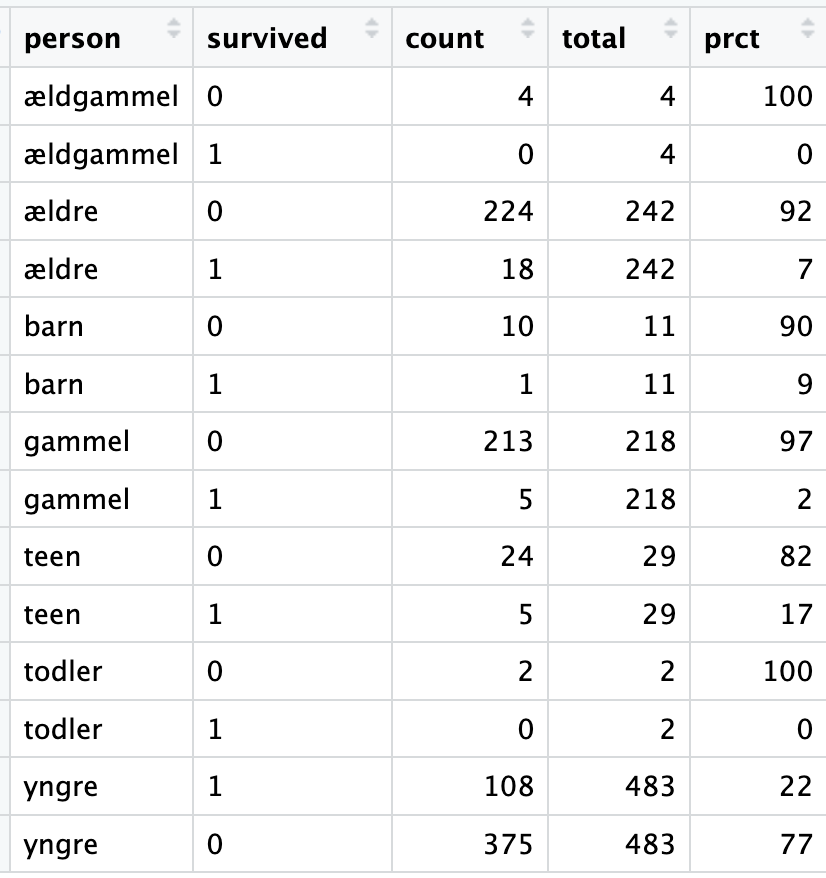 person survived count total prct
ældgammel 0 4 4 100
ældgammel 1 0 4 0
ældre 0 224 242 92
ældre 1 18 242 7
barn 0 10 11 90
barn 1 1 11 9
gammel 0 213 218 97
gammel 1 5 218 2
teen 0 24 29 82
teen 1 5 29 17
todler 0 2 2 100
todler 1 0 2 0
yngre 1 108 483 22
yngre 0 375 483 77